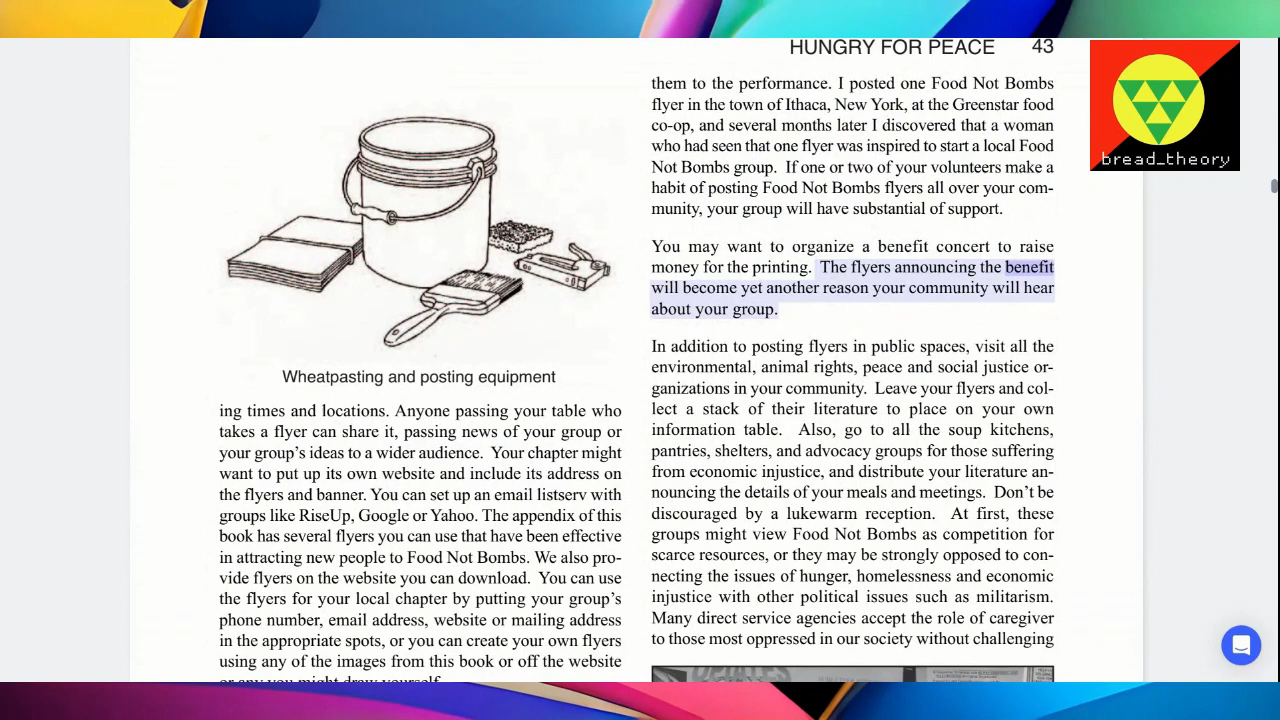 HUNGRY FOR PEACE 43
bread_theory
Wheatpasting and posting equipment
ing times and locations. Anyone passing your table who
takes a flyer can share it, passing news of your group or
your group's ideas to a wider audience. Your chapter might
want to put up its own website and include its address on
the flyers and banner. You can set up an email listserv with
groups like RiseUp, Google or Yahoo. The appendix of this
book has several flyers you can use that have been effective
in attracting new people to Food Not Bombs. We also pro-
vide flyers on the website you can download. You can use
the flyers for your local chapter by putting your group's
phone number, email address, website or mailing address
in the appropriate spots, or you can create your own flyers
using any of the images from this book or off the website
or any you might draw yourself.
them to the performance. I posted one Food Not Bombs
flyer in the town of Ithaca, New York, at the Greenstar food
co-op, and several months later I discovered that a woman
who had seen that one flyer was inspired to start a local Food
Not Bombs group. If one or two of your volunteers make a
habit of posting Food Not Bombs flyers all over your com-
munity, your group will have substantial of support.
You may want to organize a benefit concert to raise
money for the printing. The flyers announcing the benefit
will become yet another reason your community will hear
about your group.
In addition to posting flyers in public spaces, visit all the
environmental, animal rights, peace and social justice or-
ganizations in your community. Leave your flyers and col-
lect a stack of their literature to place on your own
information table. Also, go to all the soup kitchens,
pantries, shelters, and advocacy groups for those suffering
from economic injustice, and distribute your literature an-
nouncing the details of your meals and meetings. Don't be
discouraged by a lukewarm reception. At first, these
groups might view Food Not Bombs as competition for
scarce resources, or they may be strongly opposed to con-
necting the issues of hunger, homelessness and economic
injustice with other political issues such as militarism.
Many direct service agencies accept the role of caregiver
to those most oppressed in our society without challenging